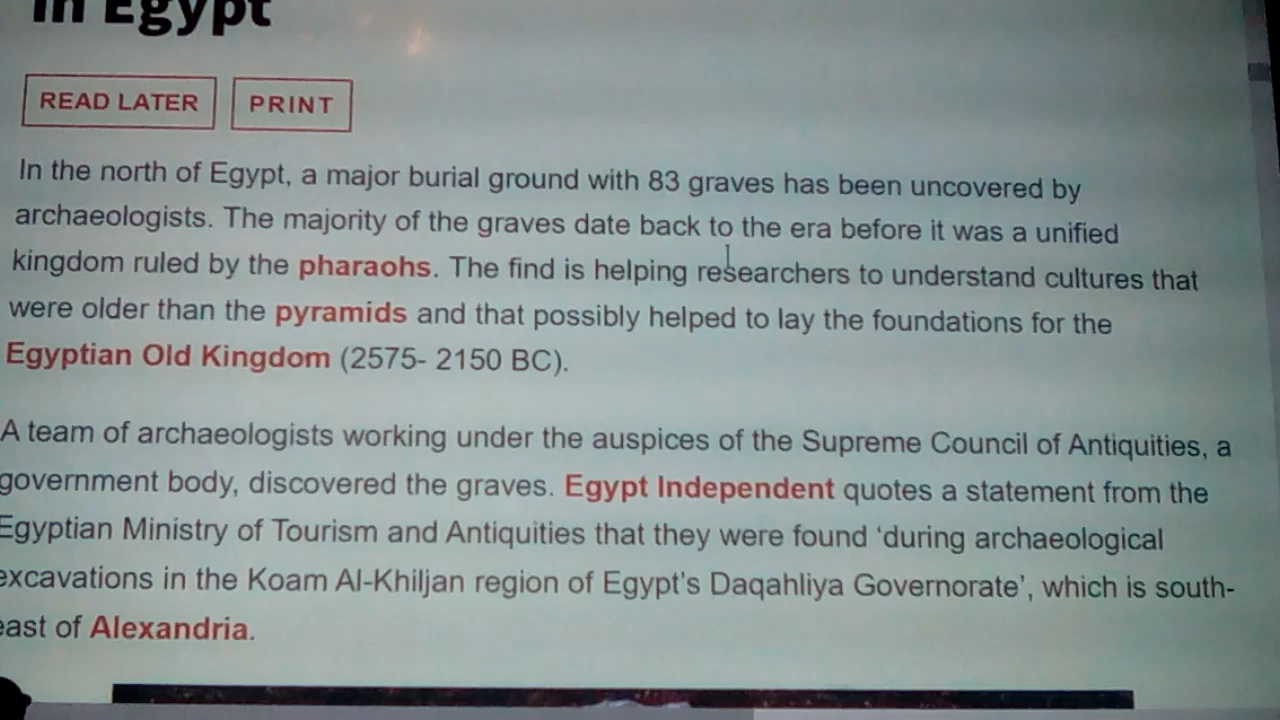 in Egypt
READ LATER PRINT
In the north of Egypt, a major burial ground with 83 graves has been uncovered by
archaeologists. The majority of the graves date back to the era before it was a unified
kingdom ruled by the pharaohs. The find is helping researchers to understand cultures that
were older than the pyramids and that possibly helped to lay the foundations for the
Egyptian Old Kingdom (2575- 2150 BC).
A team of archaeologists working under the auspices of the Supreme Council of Antiquities, a
government body, discovered the graves. Egypt Independent quotes a statement from the
Egyptian Ministry of Tourism and Antiquities that they were found ‘during archaeological
excavations in the Koam Al-Khiljan region of Egypt's Daqahliya Governorate’, which is south-
east of Alexandria.